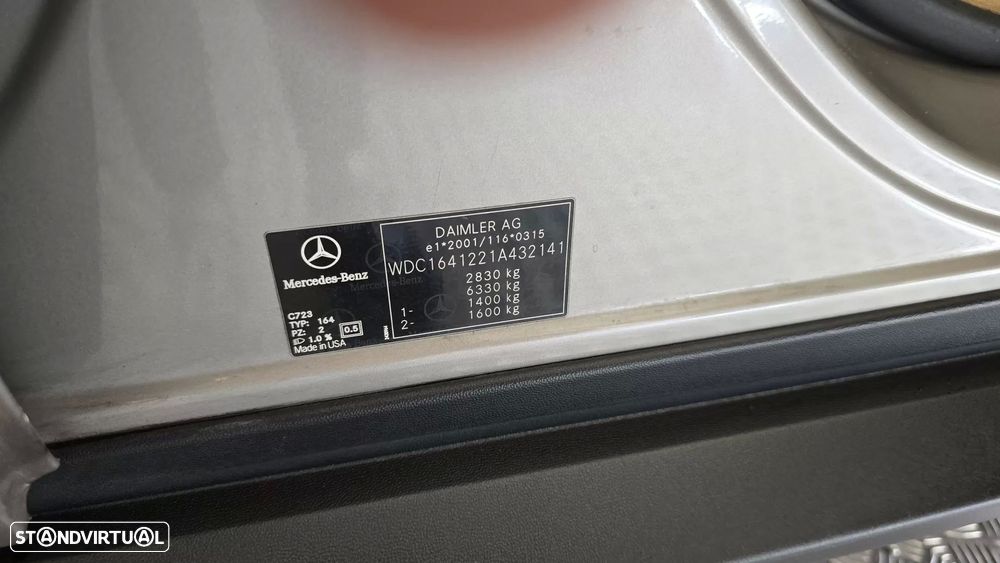 DAIMLER AG
e1*2001/116*0315
WDC1641221A432141
2830 kg
6330 kg
1- 1400 kg
2- 1600 kg
Mercedes-Benz
C723
TYP: 164
PZ: 2
1.0 % 0.5
Made in USA
STANDVIRTUAL